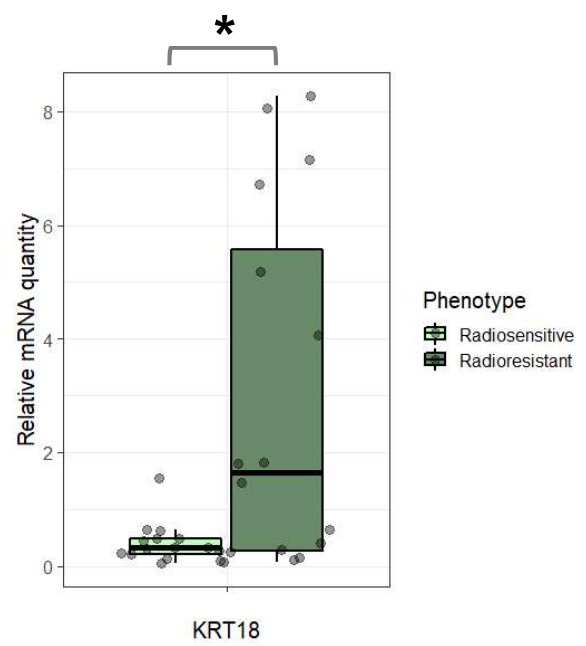 *
Relative mRNA quantity
8
6
4
2
0
KRT18
Phenotype
Radiosensitive
Radioresistant